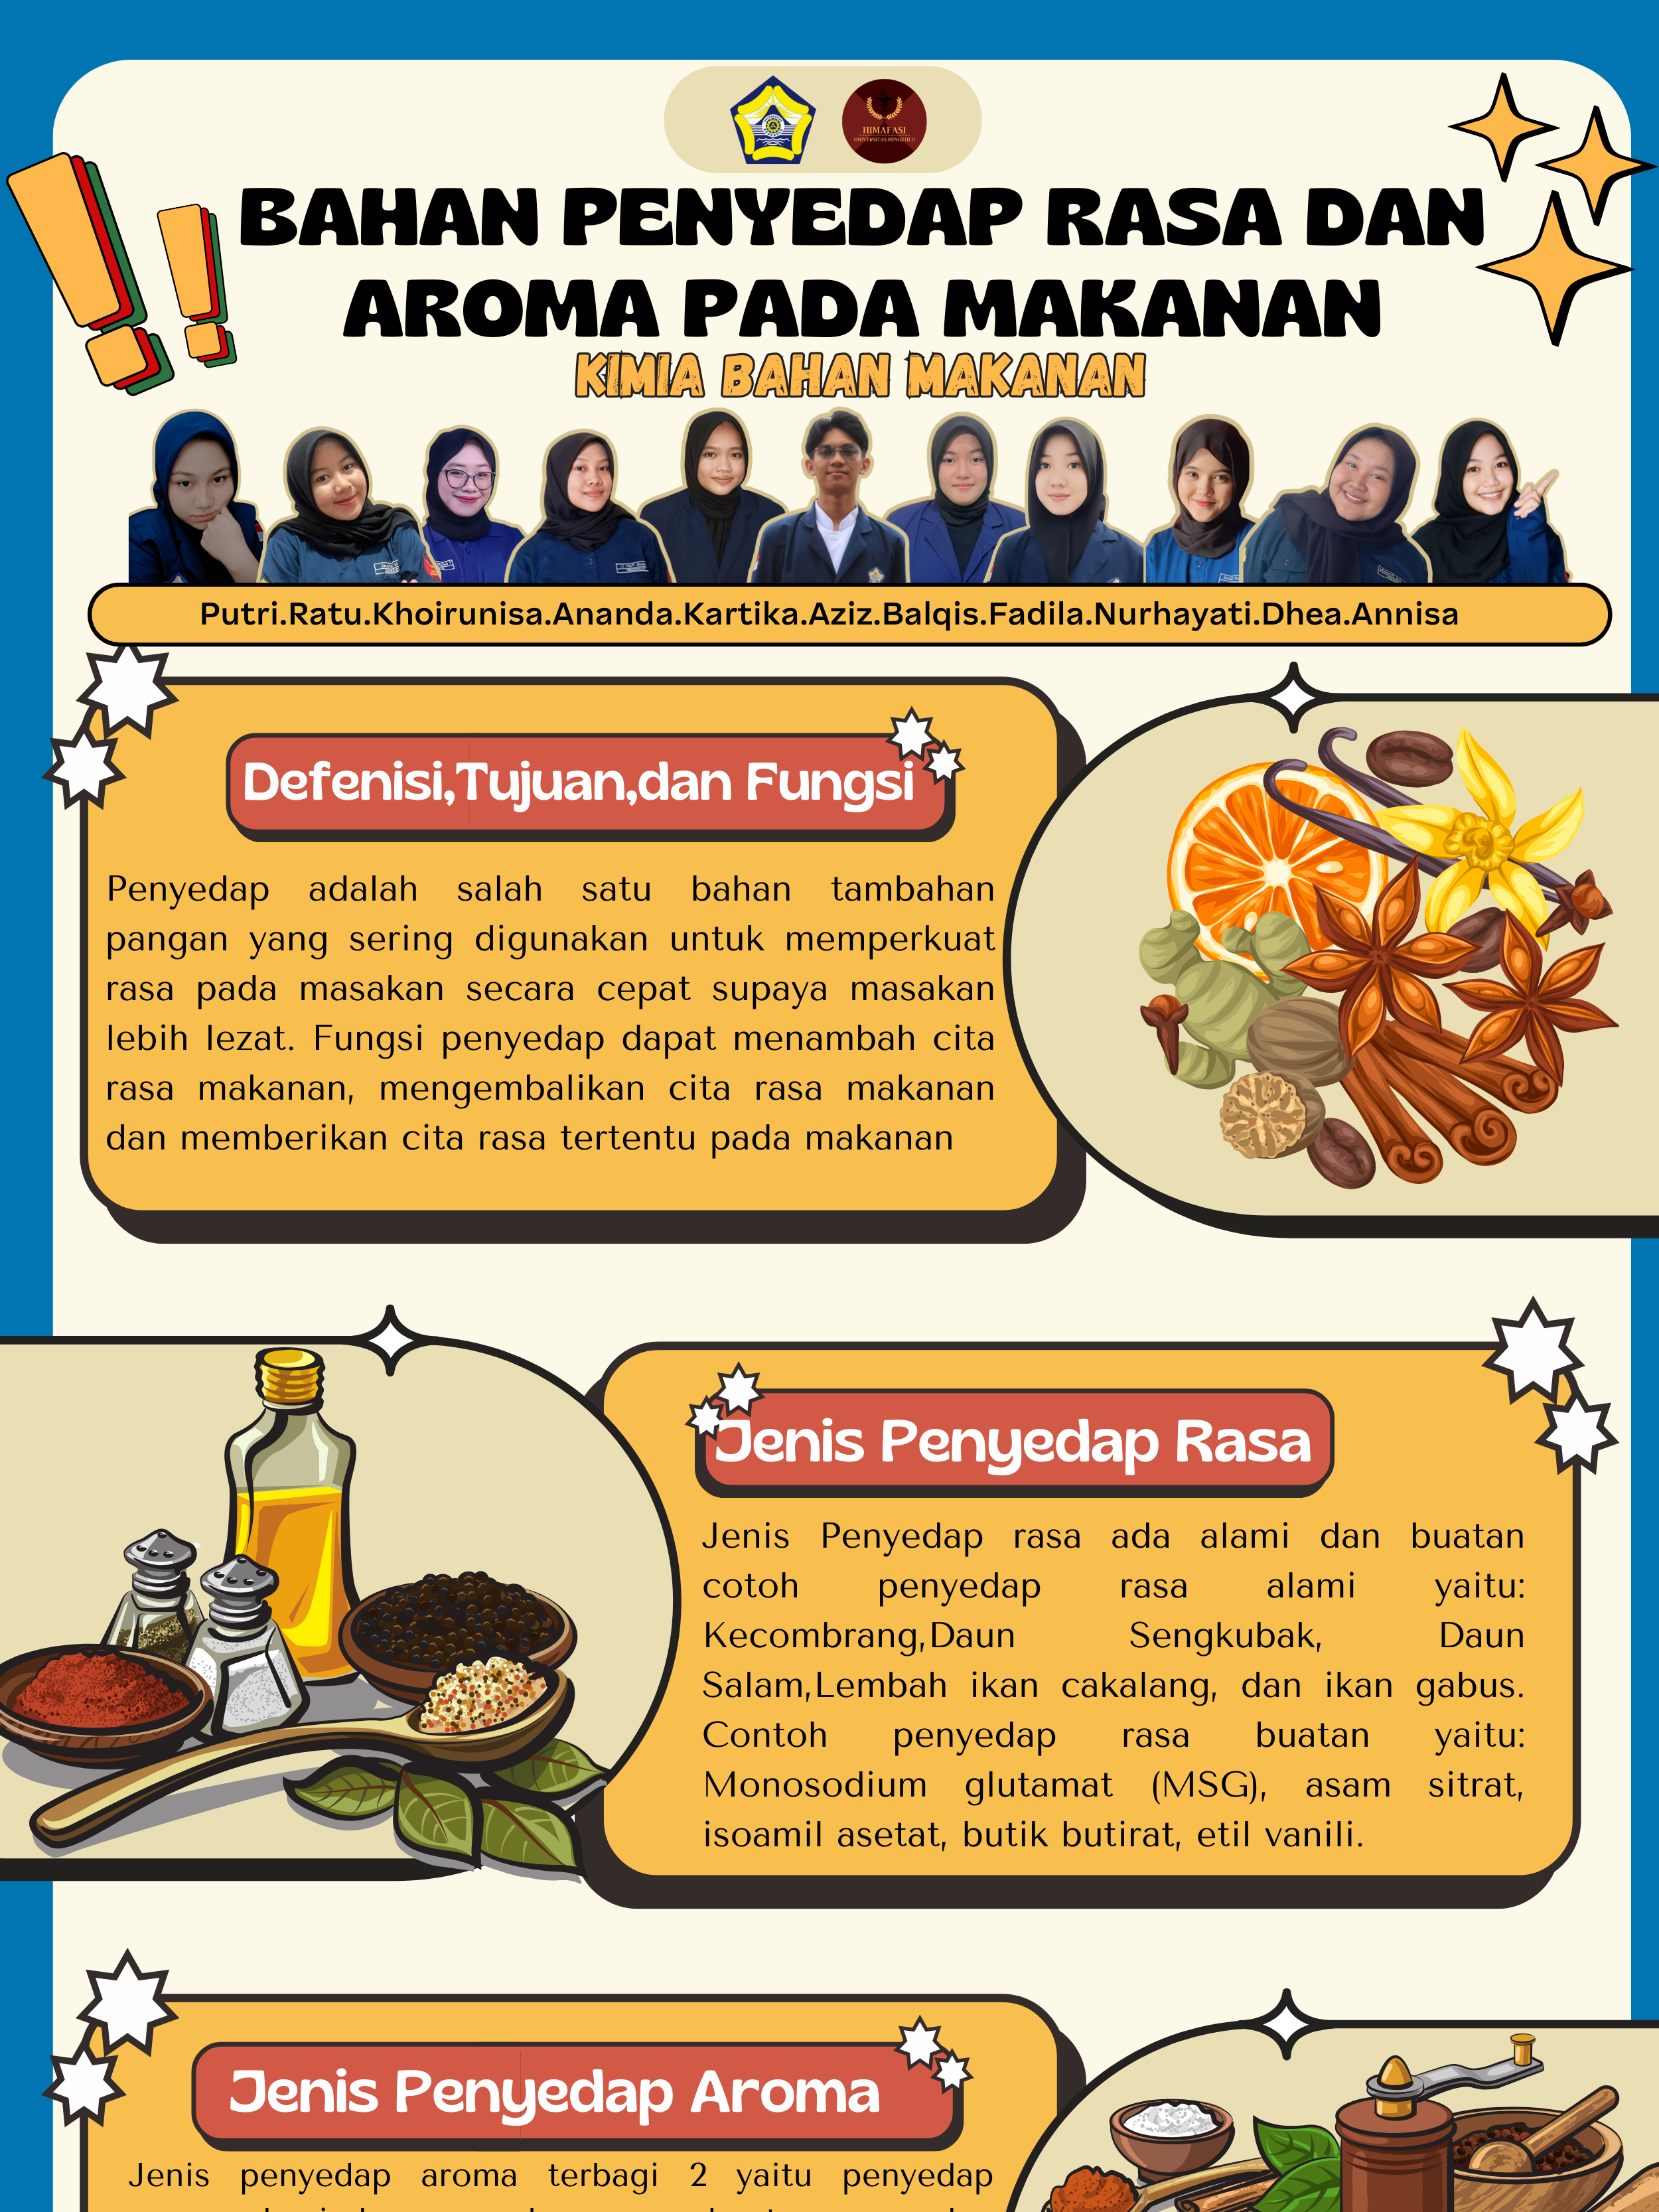 HIMAFASI
UNIVERSITAS BENGKULU
BAHAN PENYEDAP RASA DAN
AROMA PADA MAKANAN
KIMIA BAHAN MAKANAN
Putri.Ratu.Khoirunisa.Ananda.Kartika.Aziz.Balqis.Fadila.Nurhayati.Dhea.Annisa
Defenisi,Tujuan,dan Fungsi
Penyedap adalah salah satu bahan tambahan
pangan yang sering digunakan untuk memperkuat
rasa pada masakan secara cepat supaya masakan
lebih lezat. Fungsi penyedap dapat menambah cita
rasa makanan, mengembalikan cita rasa makanan
dan memberikan cita rasa tertentu pada makanan
Jenis Penyedap Rasa
Jenis Penyedap rasa ada alami dan buatan
cotoh penyedap rasa alami yaitu:
Kecombrang,Daun Sengkubak, Daun
Salam,Lembah ikan cakalang, dan ikan gabus.
Contoh penyedap rasa buatan yaitu:
Monosodium glutamat (MSG), asam sitrat,
isoamil asetat, butik butirat, etil vanili.
Jenis Penyedap Aroma
Jenis penyedap aroma terbagi 2 yaitu penyedap